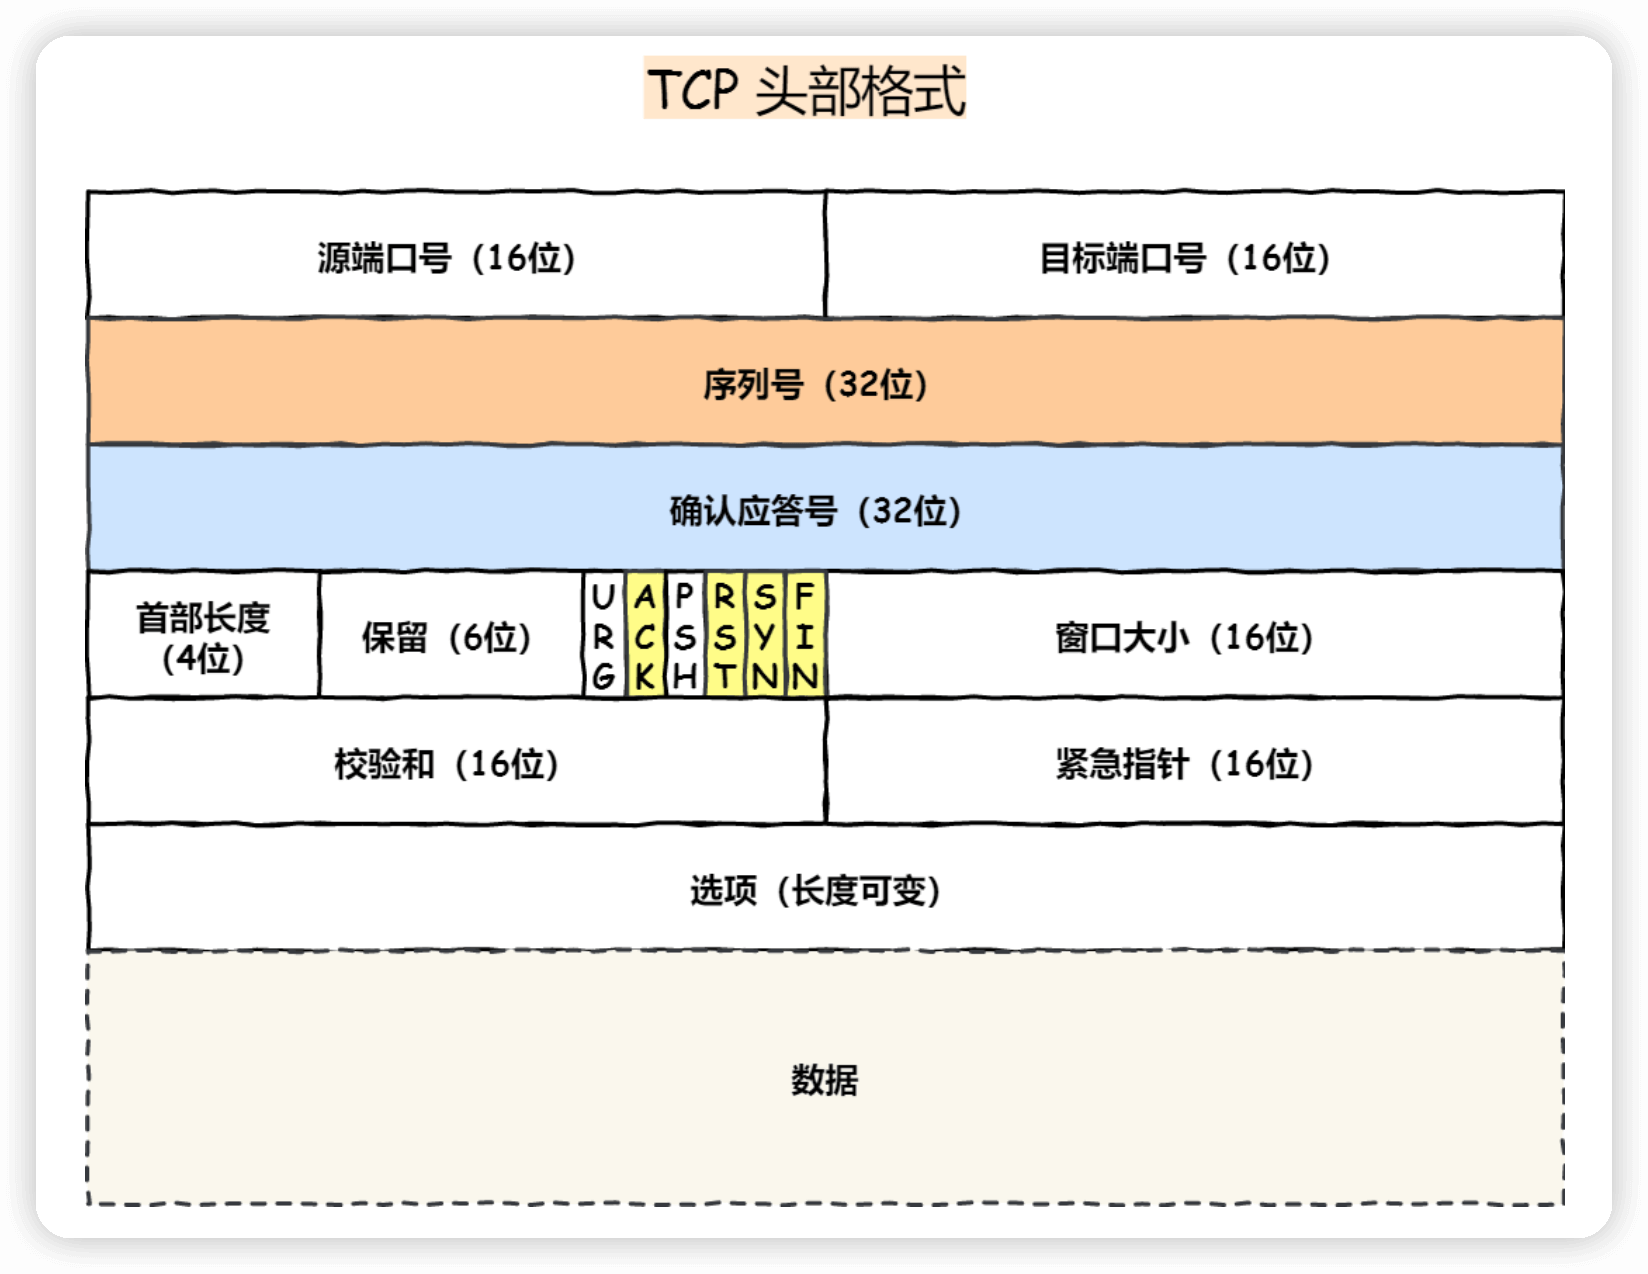 TCP 头部格式
源端口号（16位）
目标端口号（16位）
序列号（32位）
确认应答号（32位）
首部长度
（4位）
保留（6位）
URG
ACK
PSH
RST
SYN
FIN
窗口大小（16位）
校验和（16位）
紧急指针（16位）
选项（长度可变）
数据